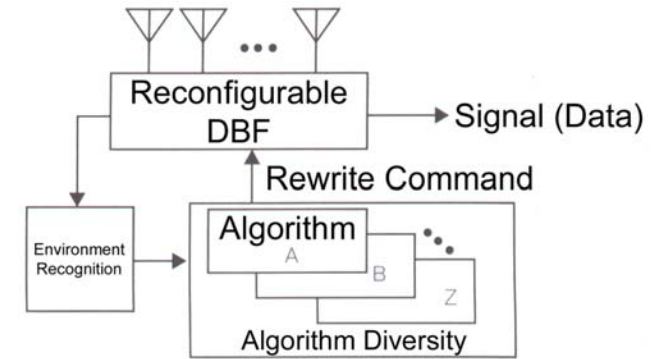 Reconfigurable
DBF
Signal (Data)
Rewrite Command
Environment
Recognition
Algorithm
A
B
Z
Algorithm Diversity